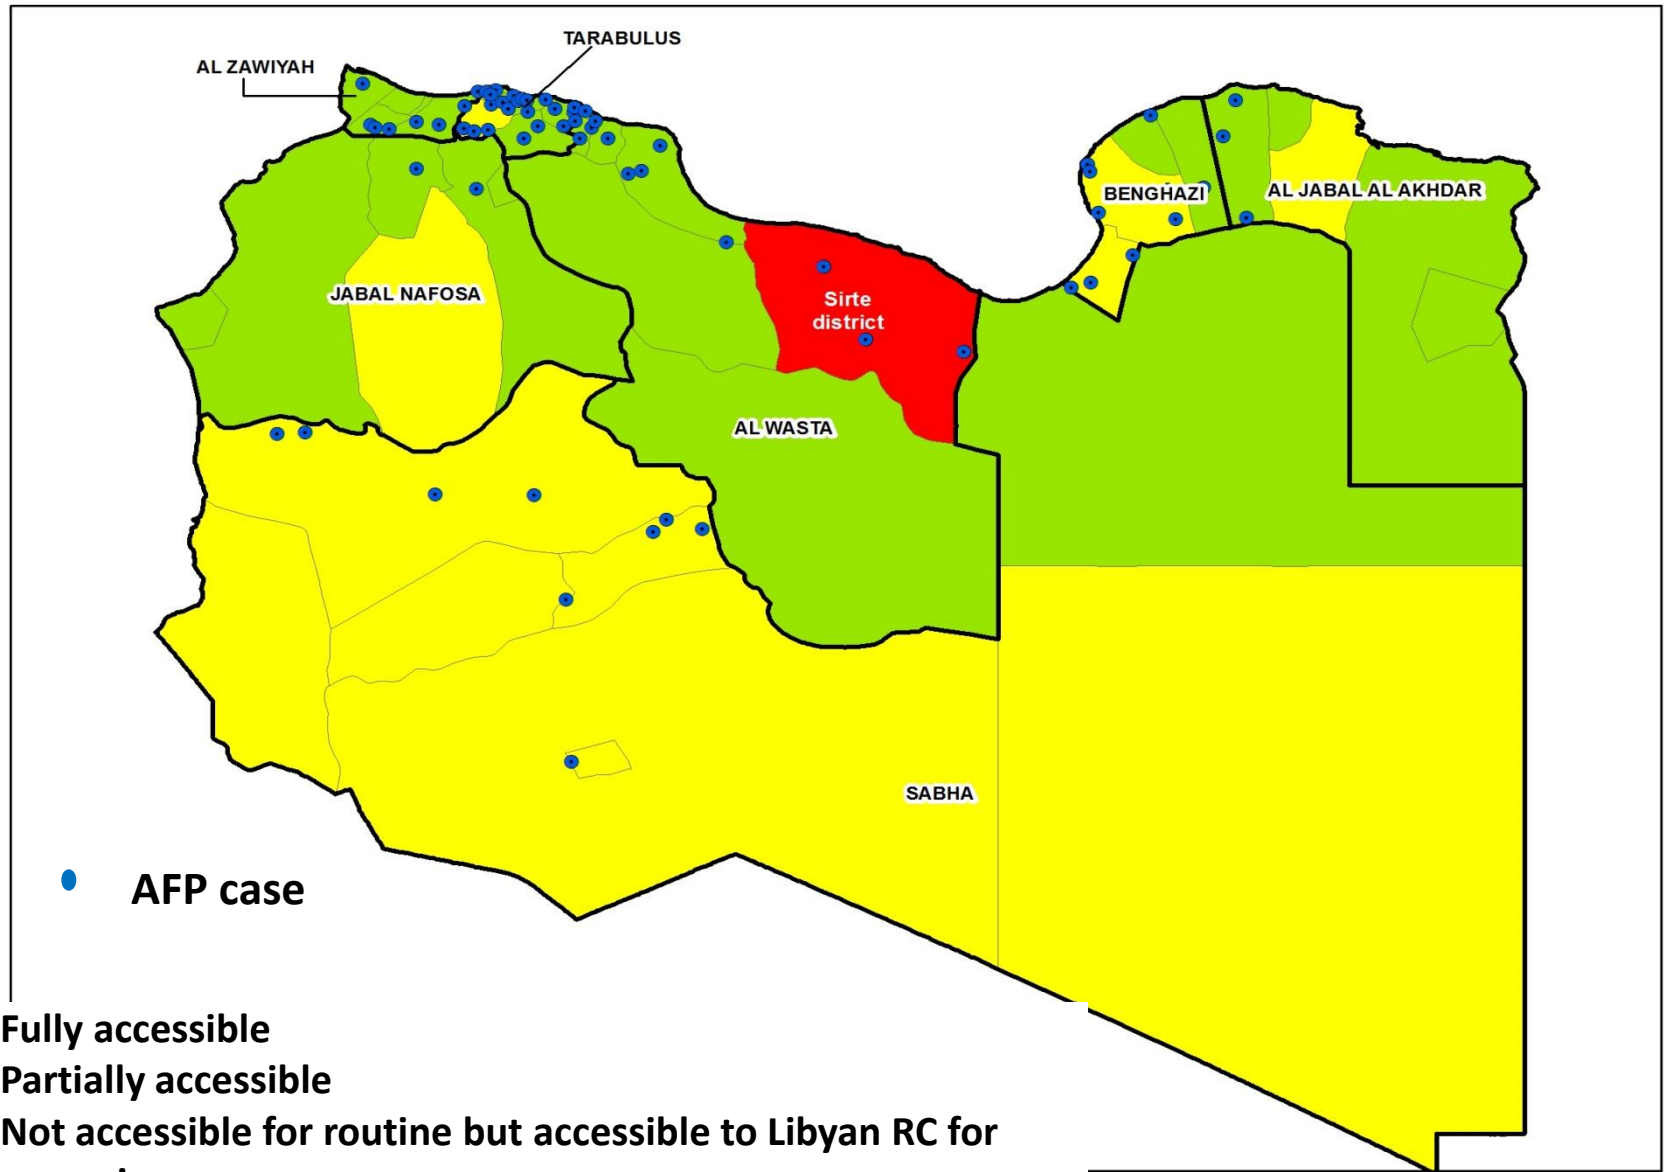 TARABULUS
AL ZAWIYAH
BENGHAZI
AL JABAL AL AKHDAR
JABAL NAFOSA
Sirte
district
AL WASTA
SABHA
AFP case
Fully accessible
Partially accessible
Not accessible for routine but accessible to Libyan RC for